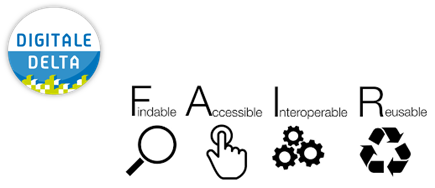 DIGITALE
DELTA
Findable Accessible Interoperable Reusable